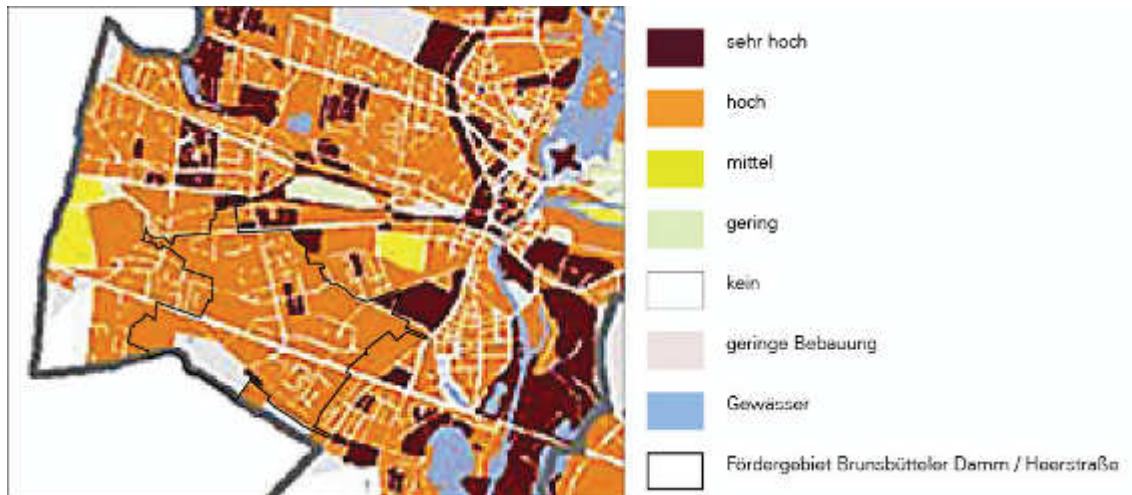 sehr hoch
hoch
mittel
gering
kein
geringe Bebauung
Gewässer
Fördergebiet Brunsbütteler Damm / Heerstraße